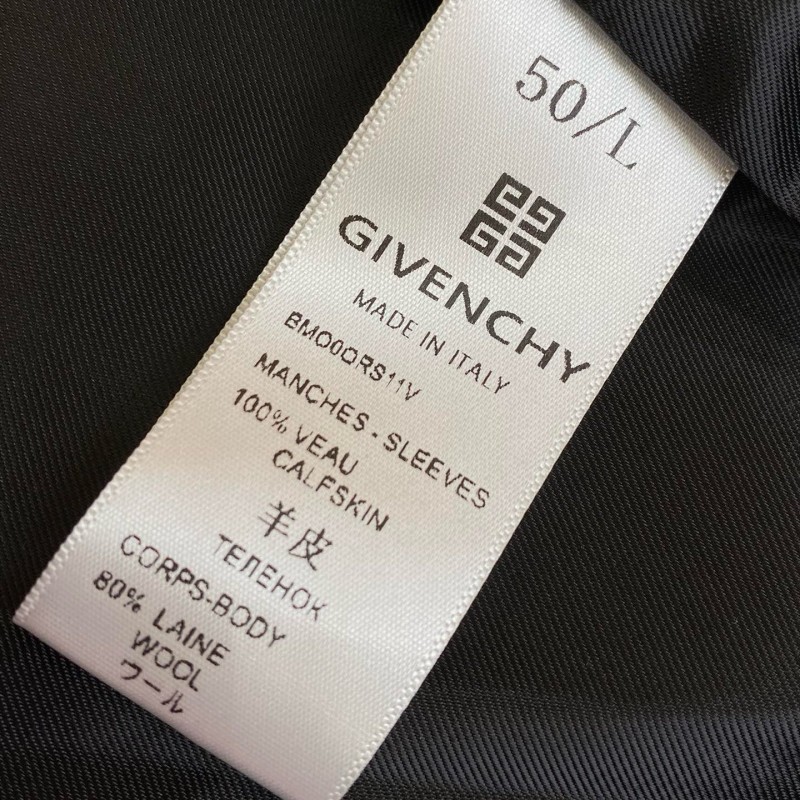 50/L
GIVENCHY
MADE IN ITALY
BMO0DRS11V
MANCHES - SLEEVES
100% VEAU
CALFSKIN
羊皮
ТЕЛЕНОК
CORPS-BODY
80% LAINE
WOOL
ウール